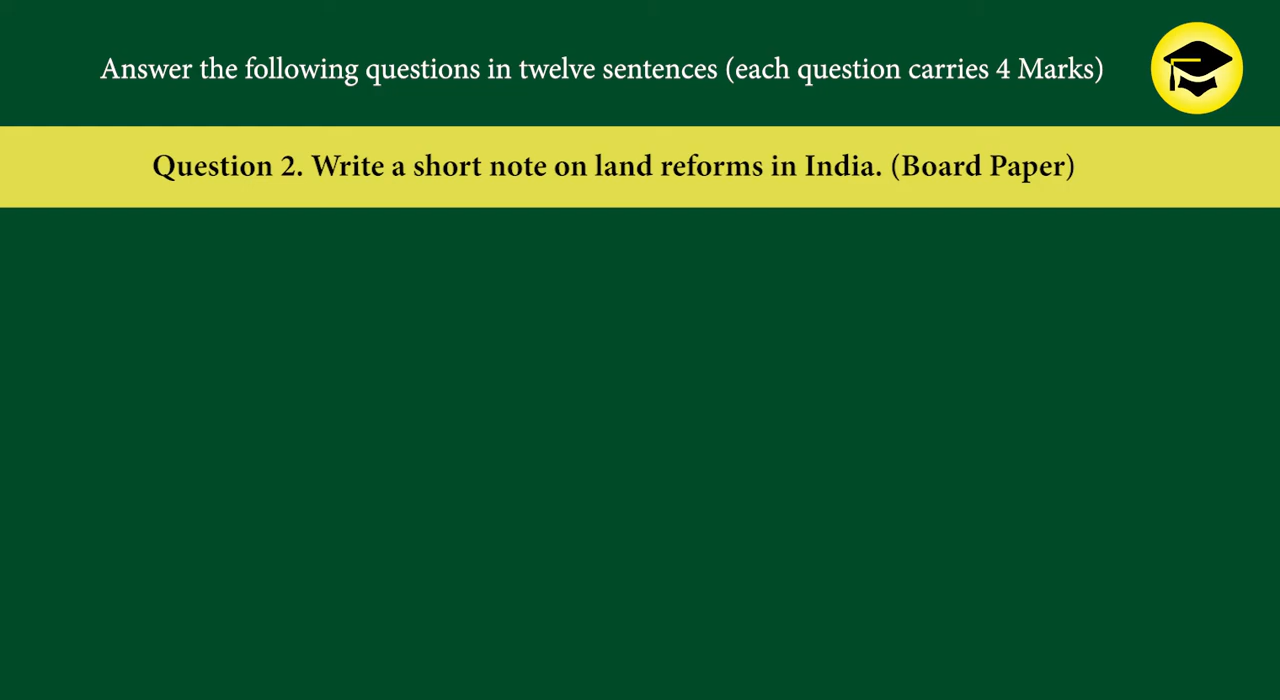 Answer the following questions in twelve sentences (each question carries 4 Marks)
Question 2. Write a short note on land reforms in India. (Board Paper)